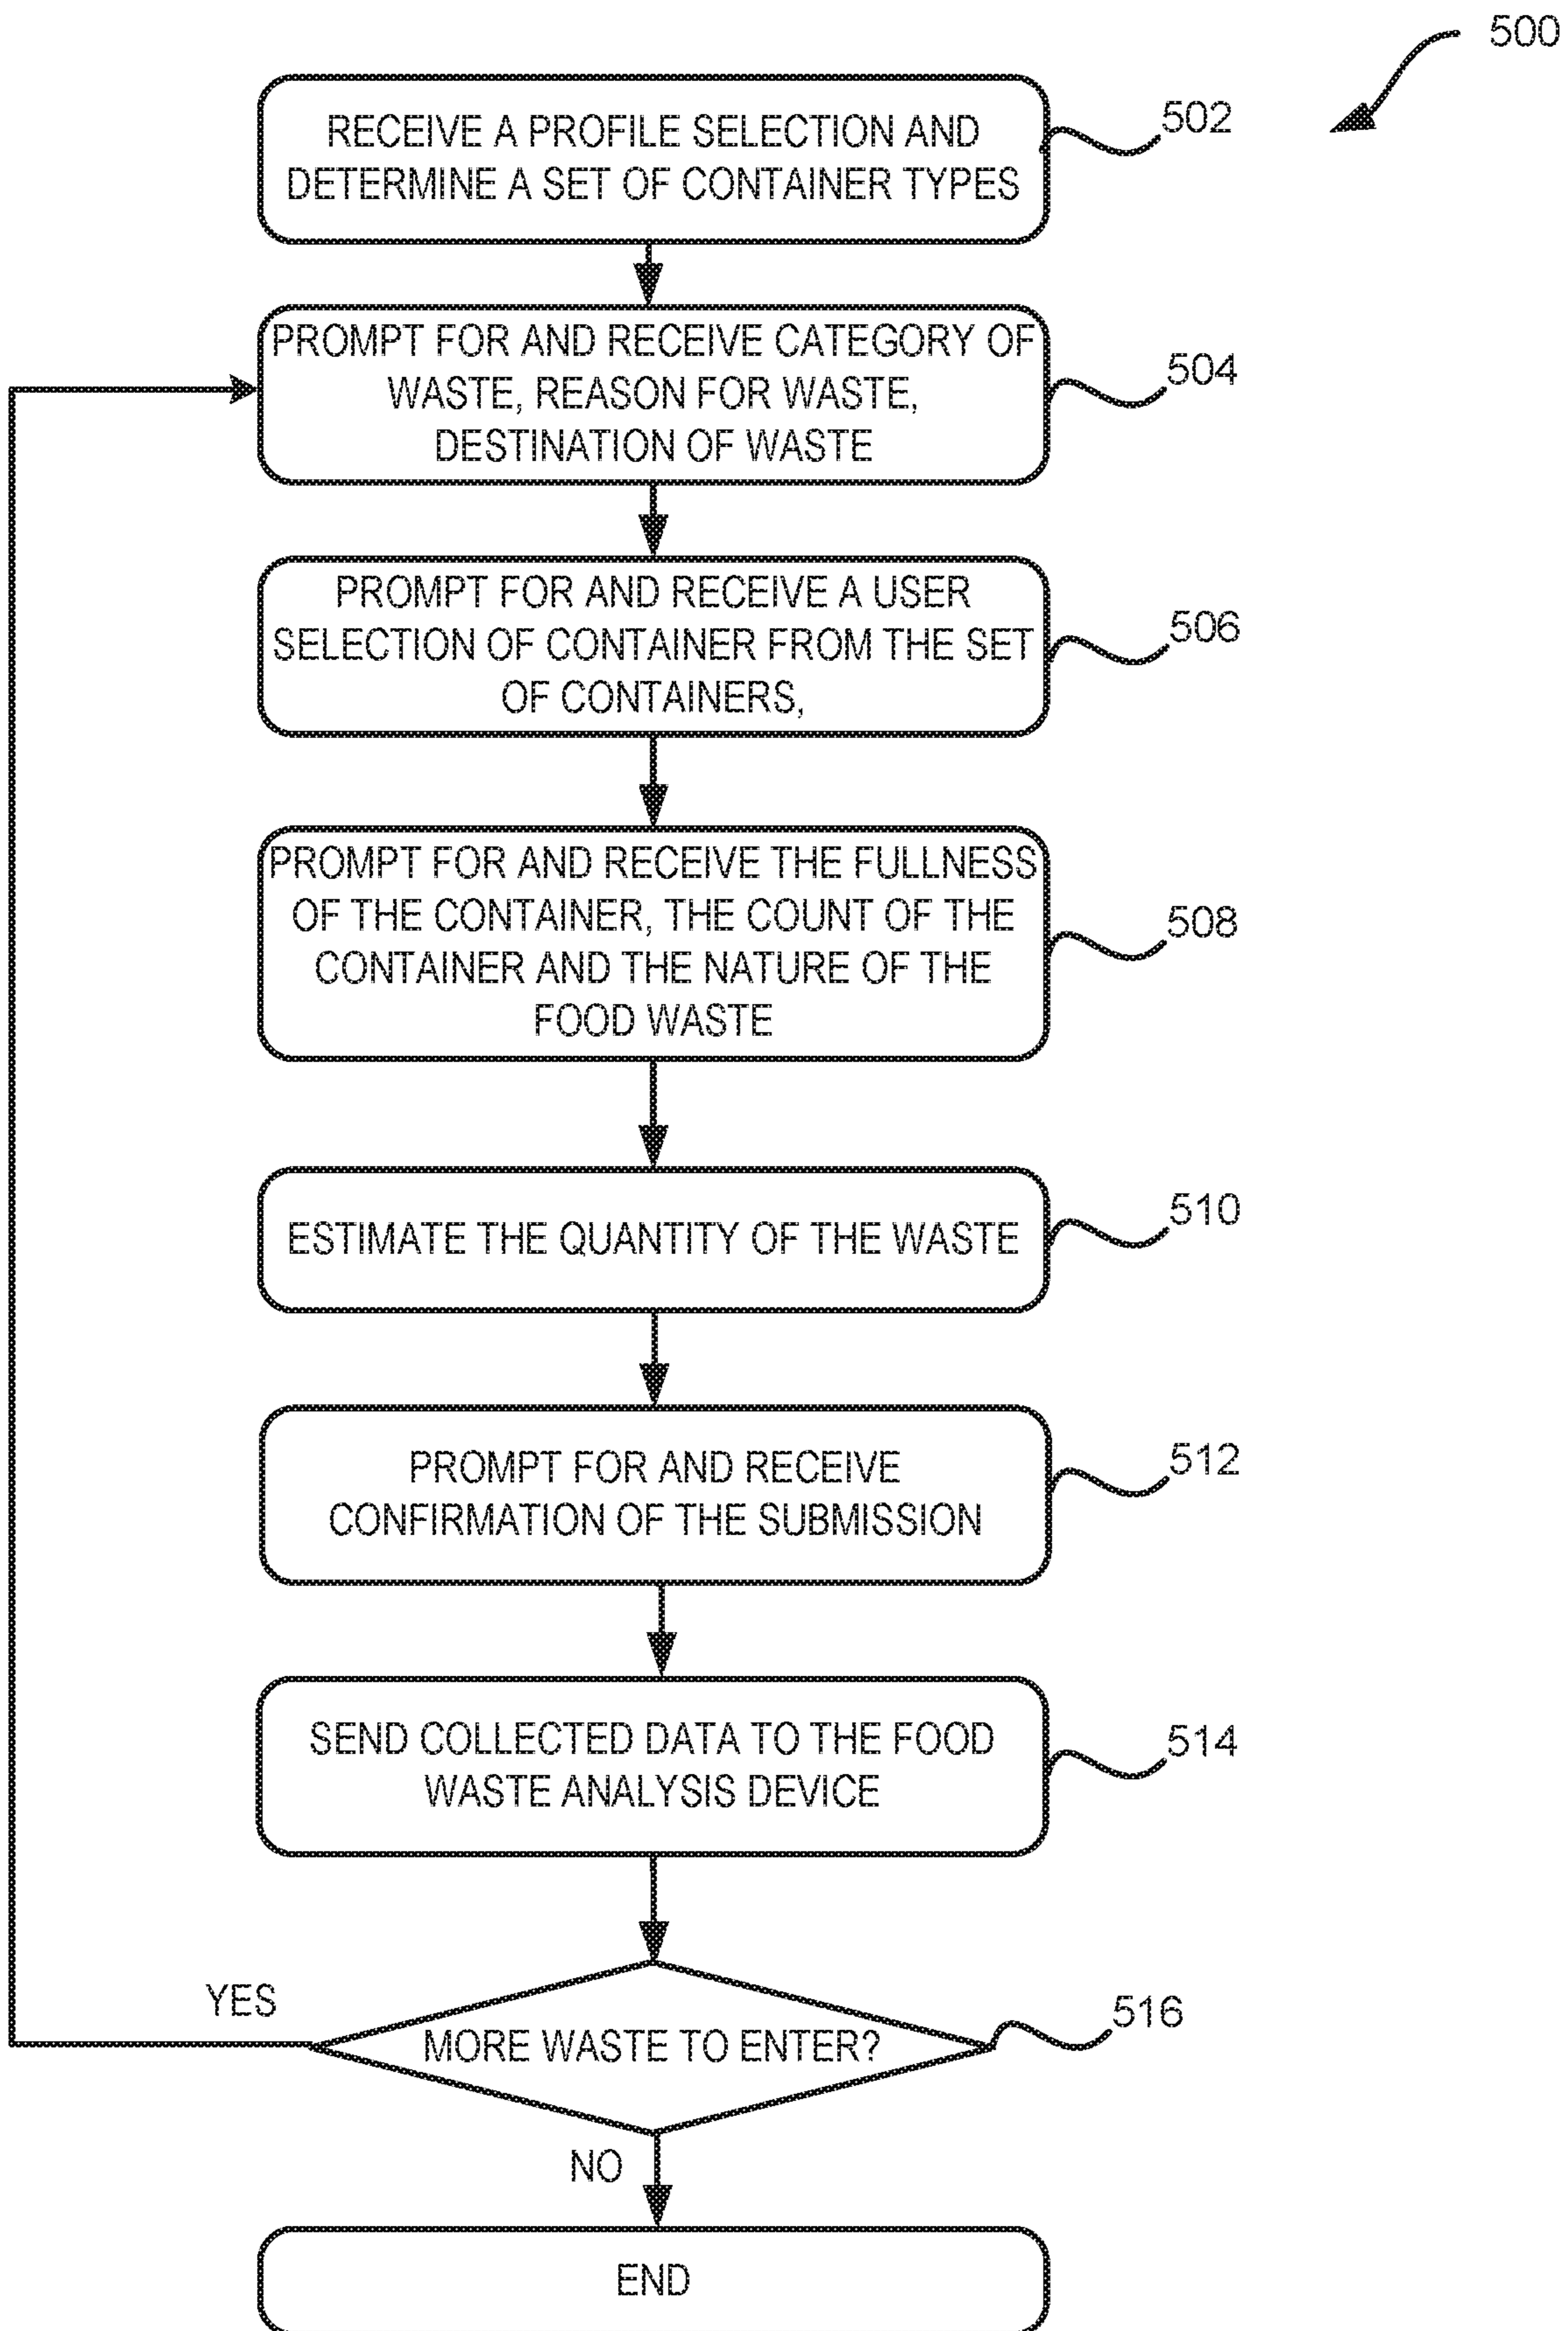 500
RECEIVE A PROFILE SELECTION AND
DETERMINE A SET OF CONTAINER TYPES
502
PROMPT FOR AND RECEIVE CATEGORY OF
WASTE, REASON FOR WASTE,
DESTINATION OF WASTE
504
PROMPT FOR AND RECEIVE A USER
SELECTION OF CONTAINER FROM THE SET
OF CONTAINERS,
506
PROMPT FOR AND RECEIVE THE FULLNESS
OF THE CONTAINER, THE COUNT OF THE
CONTAINER AND THE NATURE OF THE
FOOD WASTE
508
ESTIMATE THE QUANTITY OF THE WASTE
510
PROMPT FOR AND RECEIVE
CONFIRMATION OF THE SUBMISSION
512
SEND COLLECTED DATA TO THE FOOD
WASTE ANALYSIS DEVICE
514
YES
MORE WASTE TO ENTER?
516
NO
END